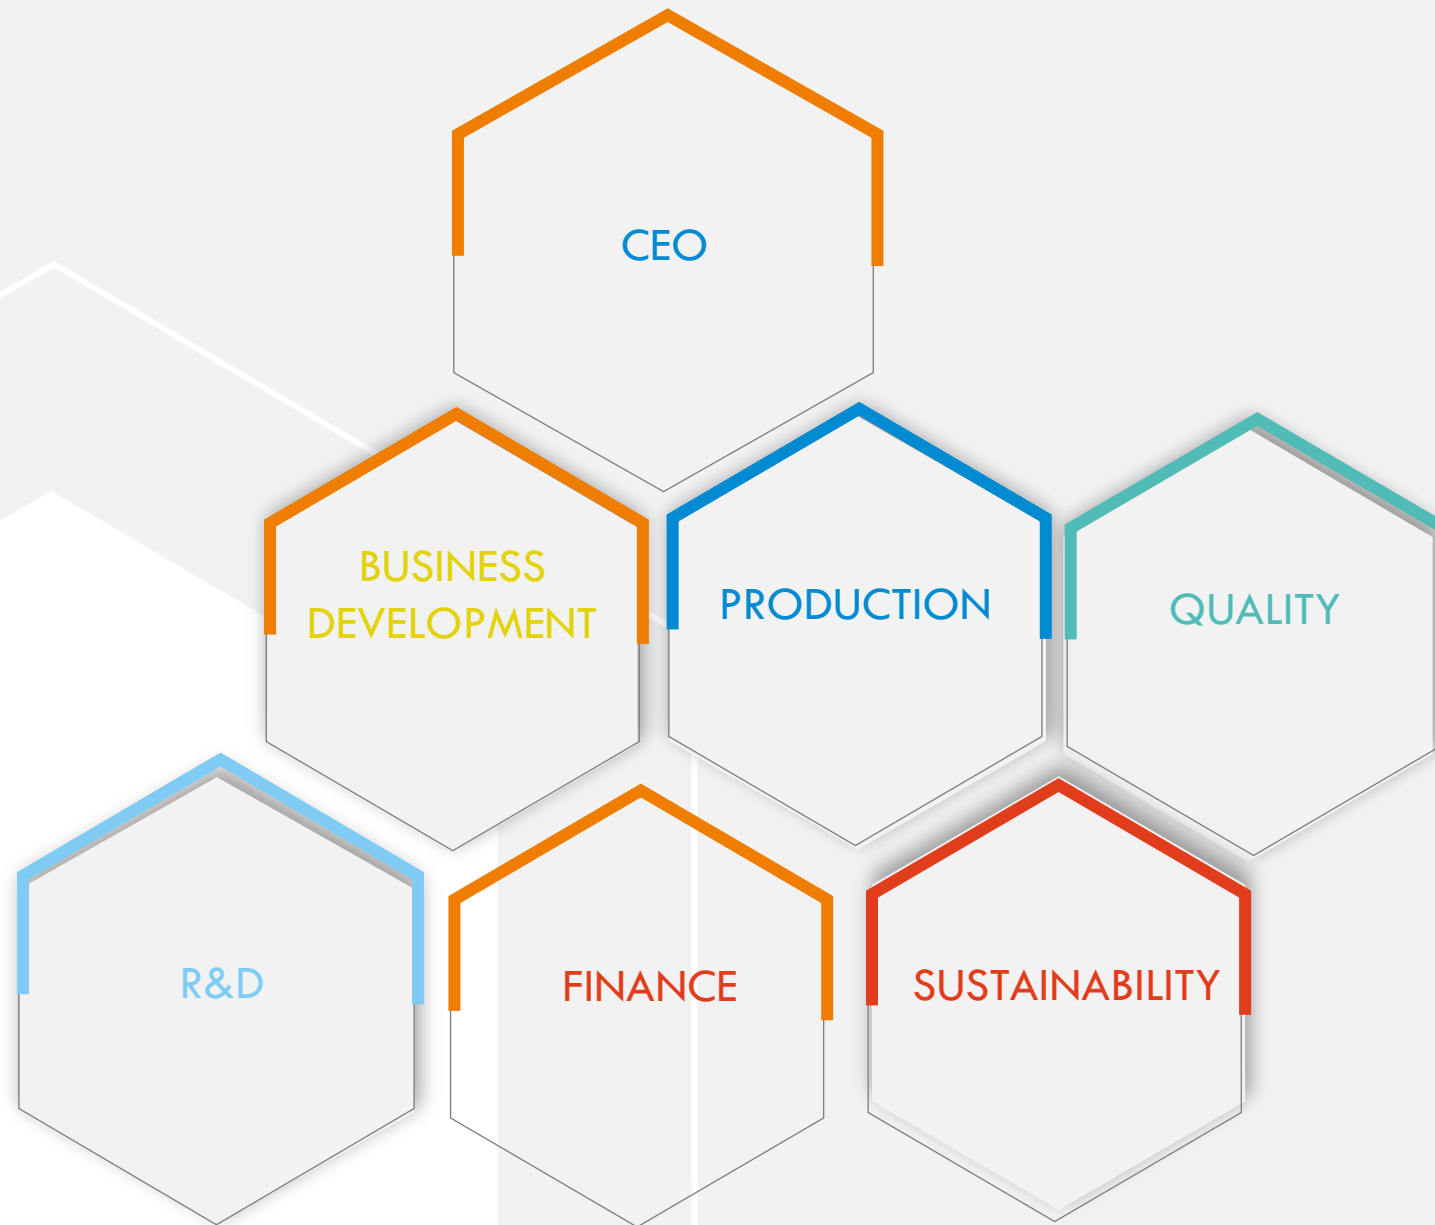 CEO
BUSINESS
DEVELOPMENT
PRODUCTION
QUALITY
R&D
FINANCE
SUSTAINABILITY